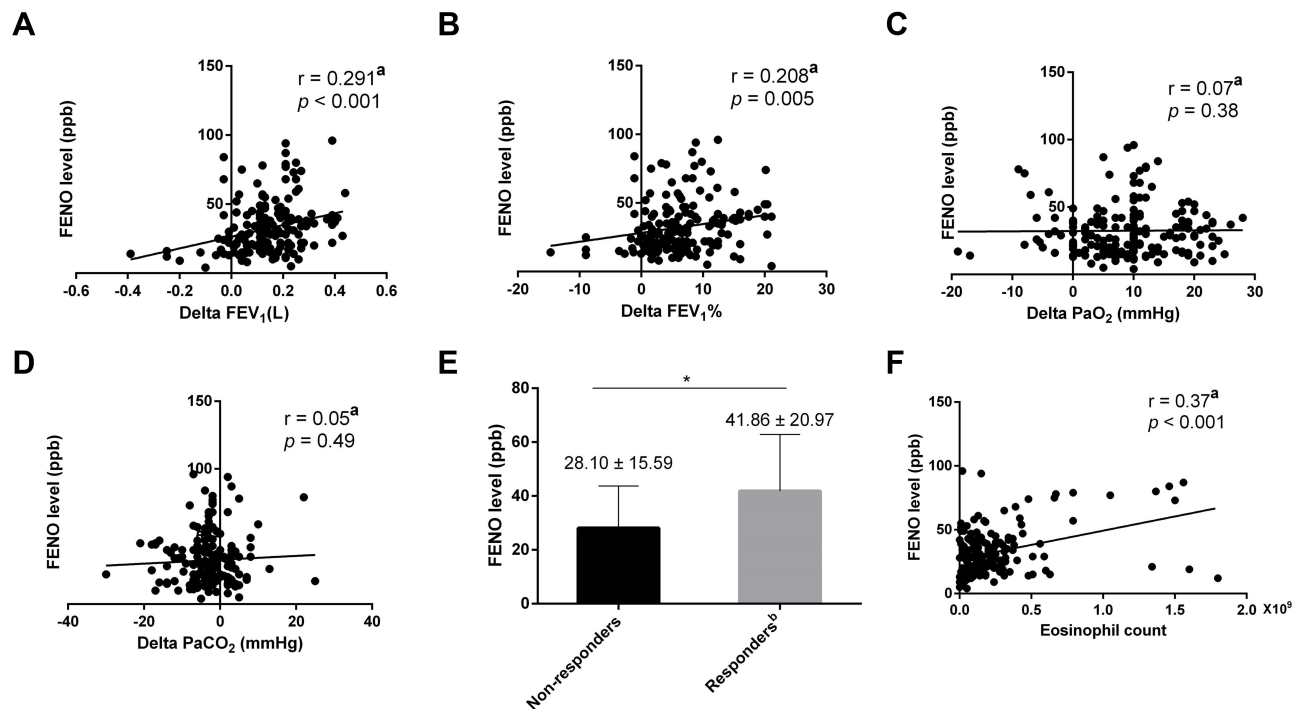 A
FENO level (ppb)
150
100
50
r = 0.291a
p < 0.001
-0.6 -0.4 -0.2 0.0 0.2 0.4 0.6
Delta FEV1(L)
B
FENO level (ppb)
150
100
50
r = 0.208a
p = 0.005
-20 -10 0 10 20 30
Delta FEV1%
C
FENO level (ppb)
150
100
50
r = 0.07a
p = 0.38
-20 -10 0 10 20 30
Delta PaO2 (mmHg)
D
FENO level (ppb)
150
100
50
r = 0.05a
p = 0.49
-40 -20 0 20 40
Delta PaCO2 (mmHg)
E
FENO level (ppb)
80
60
40
20
0
*
28.10 ± 15.59
41.86 ± 20.97
Non-responders
Respondersb
F
FENO level (ppb)
150
100
50
0
r = 0.37a
p < 0.001
0.0 0.5 1.0 1.5 2.0 X109
Eosinophil count